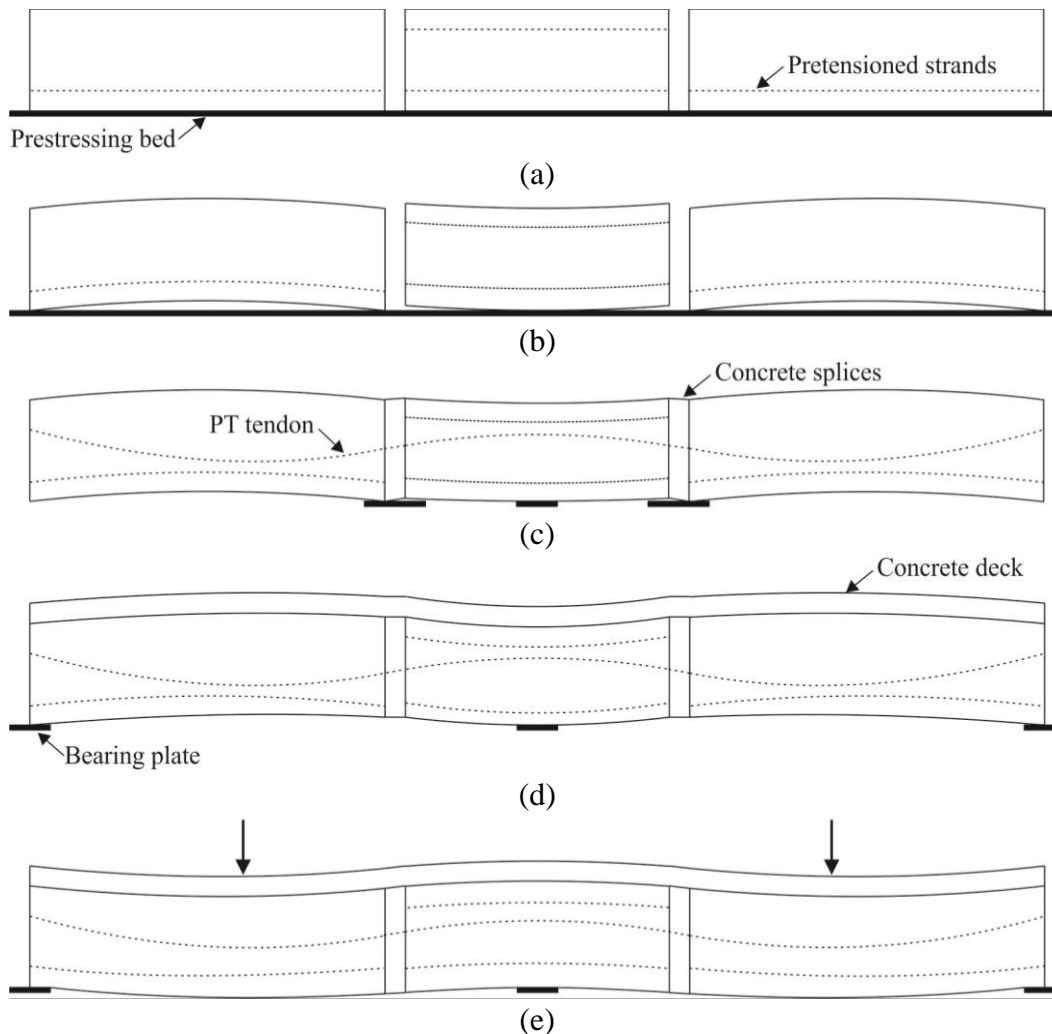 Pretensioned strands
Prestressing bed
(a)
(b)
Concrete splices
PT tendon
(c)
Concrete deck
Bearing plate
(d)
(e)